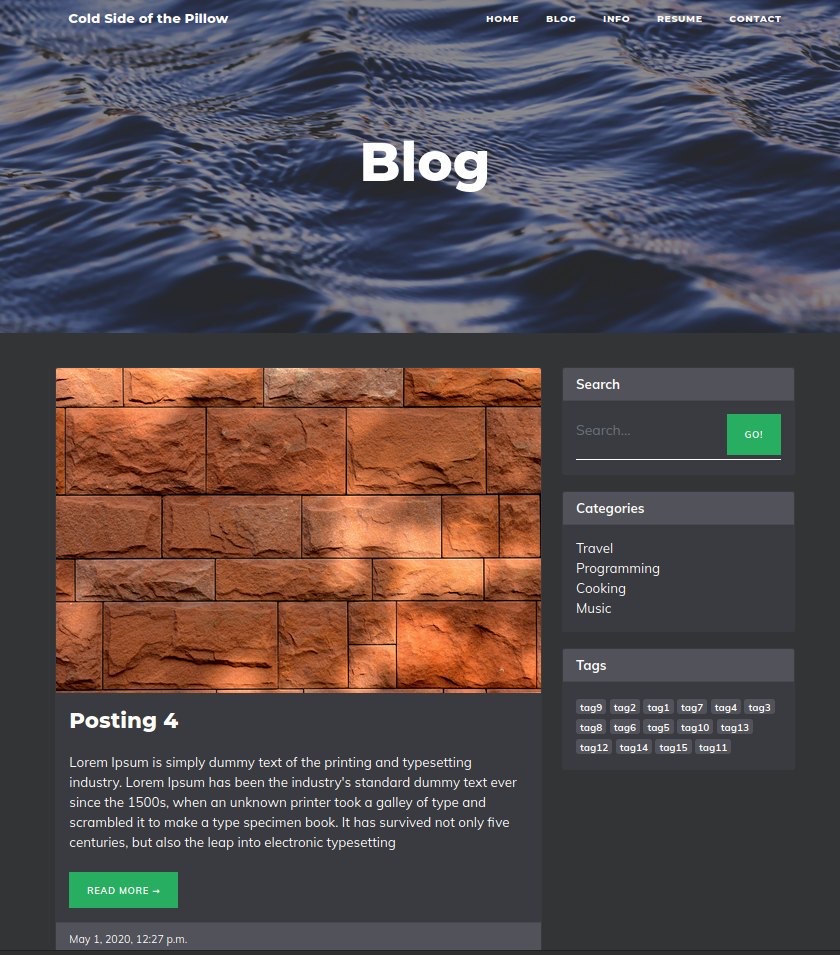 Cold Side of the Pillow
HOME BLOG INFO RESUME CONTACT
Blog
Posting 4
Lorem Ipsum is simply dummy text of the printing and typesetting
industry. Lorem Ipsum has been the industry's standard dummy text ever
since the 1500s, when an unknown printer took a galley of type and
scrambled it to make a type specimen book. It has survived not only five
centuries, but also the leap into electronic typesetting
READ MORE →
May 1, 2020, 12:27 p.m.
Search
Search...
GO!
Categories
Travel
Programming
Cooking
Music
Tags
tag9 tag2 tag1 tag7 tag4 tag3
tag8 tag6 tag5 tag10 tag13
tag12 tag14 tag15 tag11